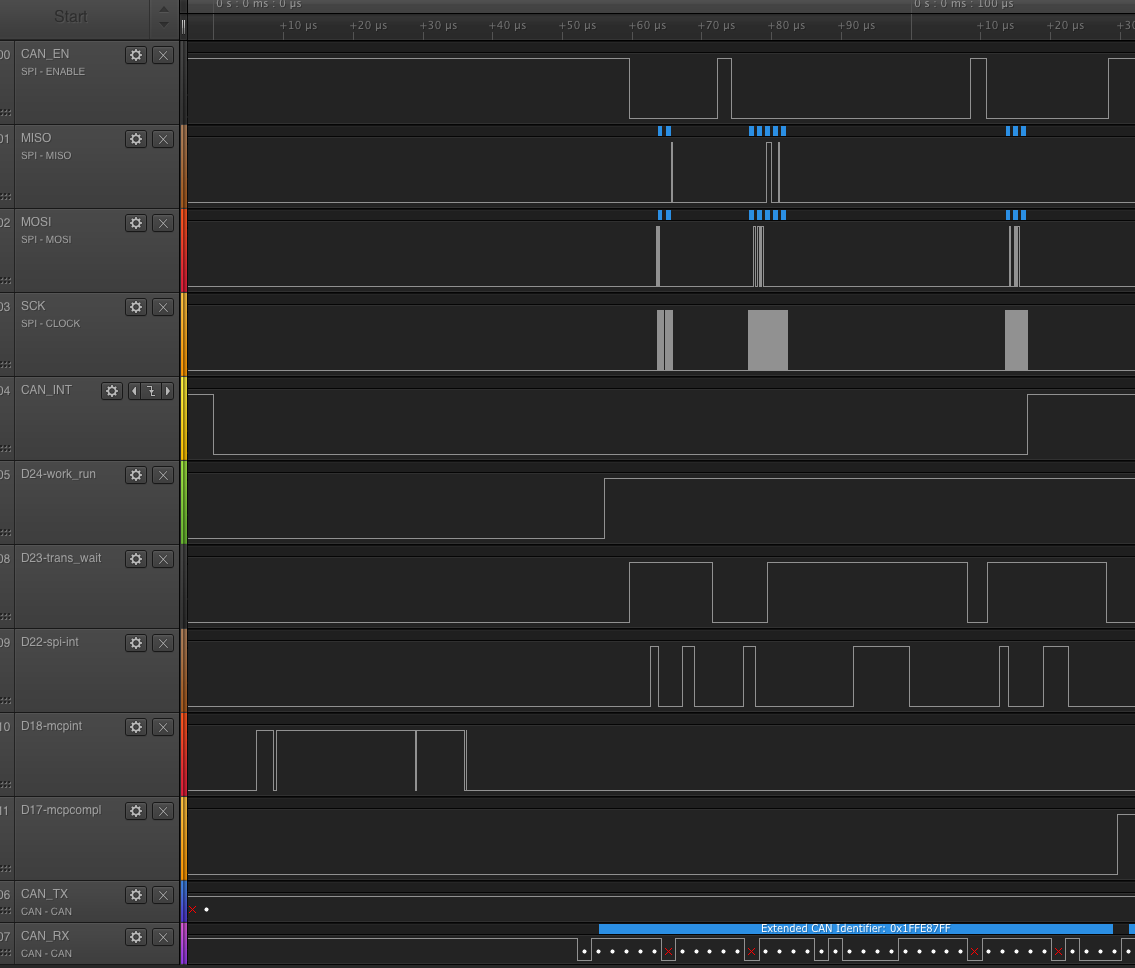 Start
0 s : 0 ms : 0 µs
0 s : 0 ms : 100 µs
+10 µs
+20 µs
+30 µs
+40 µs
+50 µs
+60 µs
+70 µs
+80 µs
+90 µs
+10 µs
+20 µs
+30
00
CAN_EN
SPI - ENABLE
01
MISO
SPI - MISO
02
MOSI
SPI - MOSI
03
SCK
SPI - CLOCK
04
CAN_INT
05
D24-work_run
08
D23-trans_wait
09
D22-spi-int
10
D18-mcpint
11
D17-mcpcompl
06
CAN_TX
CAN - CAN
07
CAN_RX
CAN - CAN
Extended CAN Identifier: 0x1FFE87FF